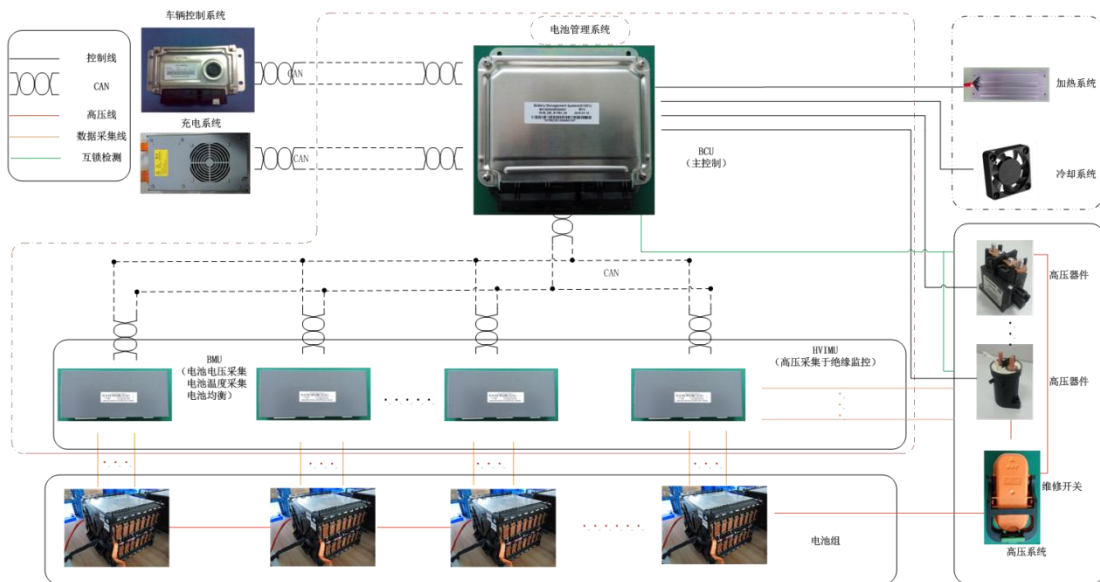 车辆控制系统
电池管理系统
控制线
CAN
高压线
数据采集线
互锁检测
CAN
充电系统
CAN
Battery Management System
BCU
(主控制)
加热系统
冷却系统
CAN
高压器件
高压器件
维修开关
高压系统
BMU
(电池电压采集
电池温度采集
电池均衡)
HVIMU
(高压采集于绝缘监控)
电池组